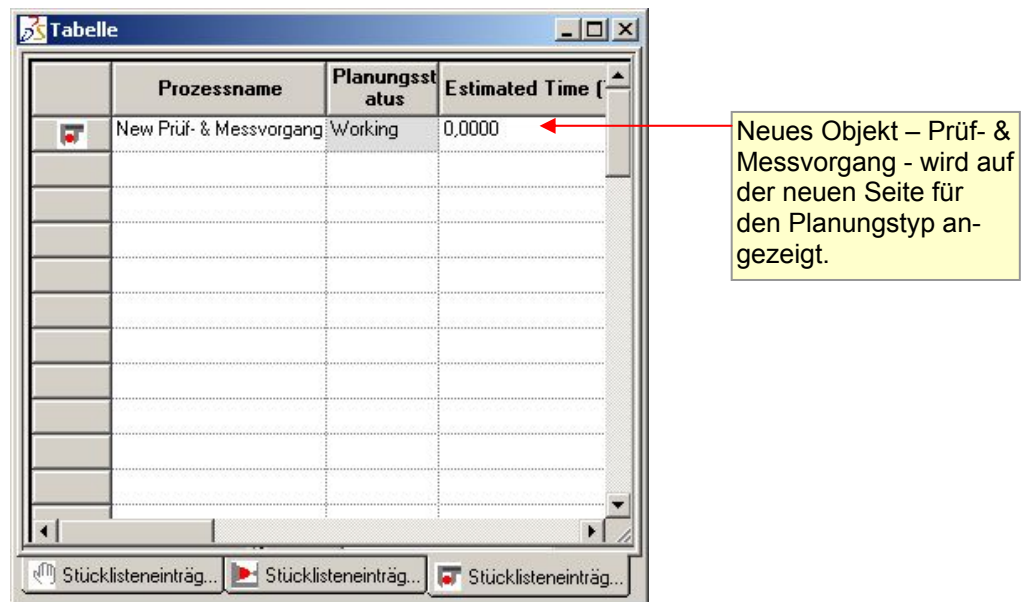 Tabelle
Prozessname
Planungsst
atus
Estimated Time (
New Prüf- & Messvorgang
Working
0,0000
Neues Objekt – Prüf- &
Messvorgang - wird auf
der neuen Seite für
den Planungstyp an-
gezeigt.
Stücklisteneinträg...
Stücklisteneinträg...
Stücklisteneinträg...